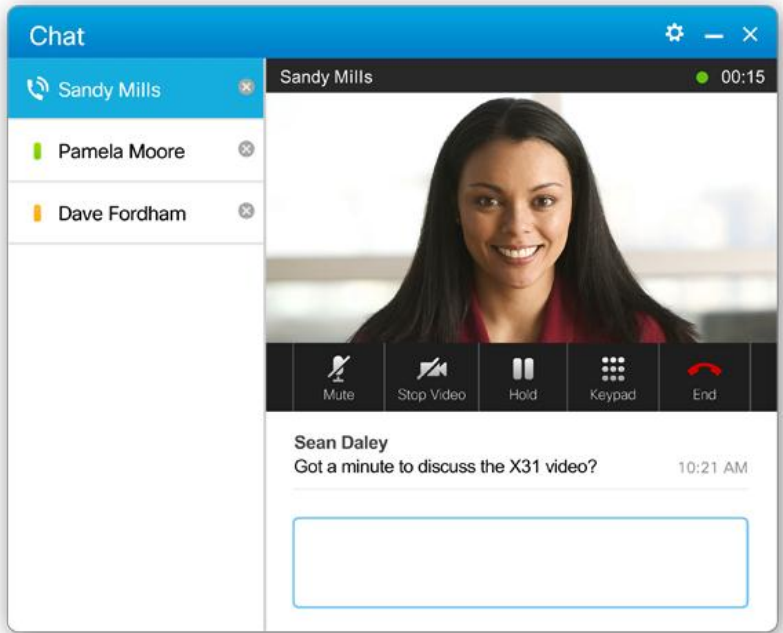 Chat
Sandy Mills
Pamela Moore
Dave Fordham
Sandy Mills 00:15
Mute Stop Video Hold Keypad End
Sean Daley
Got a minute to discuss the X31 video? 10:21 AM